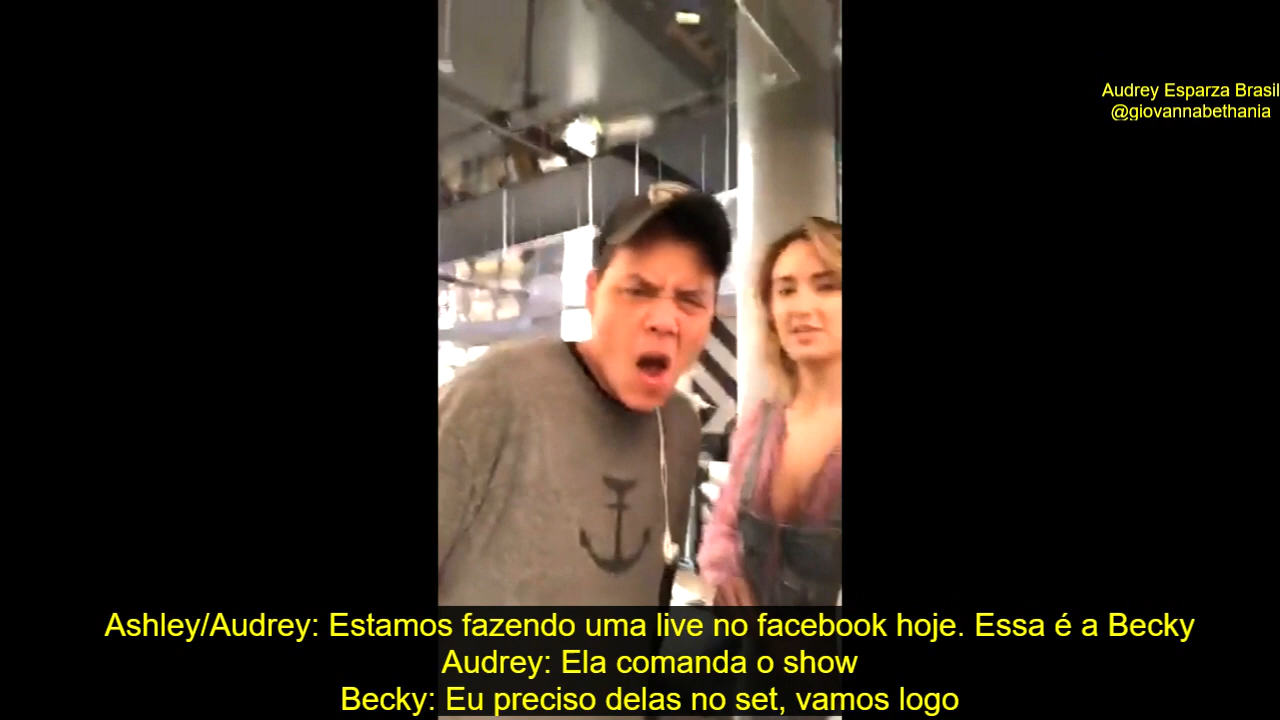 Audrey Esparza Brasil
@giovannabethania
Ashley/Audrey: Estamos fazendo uma live no facebook hoje. Essa é a Becky
Audrey: Ela comanda o show
Becky: Eu preciso delas no set, vamos logo